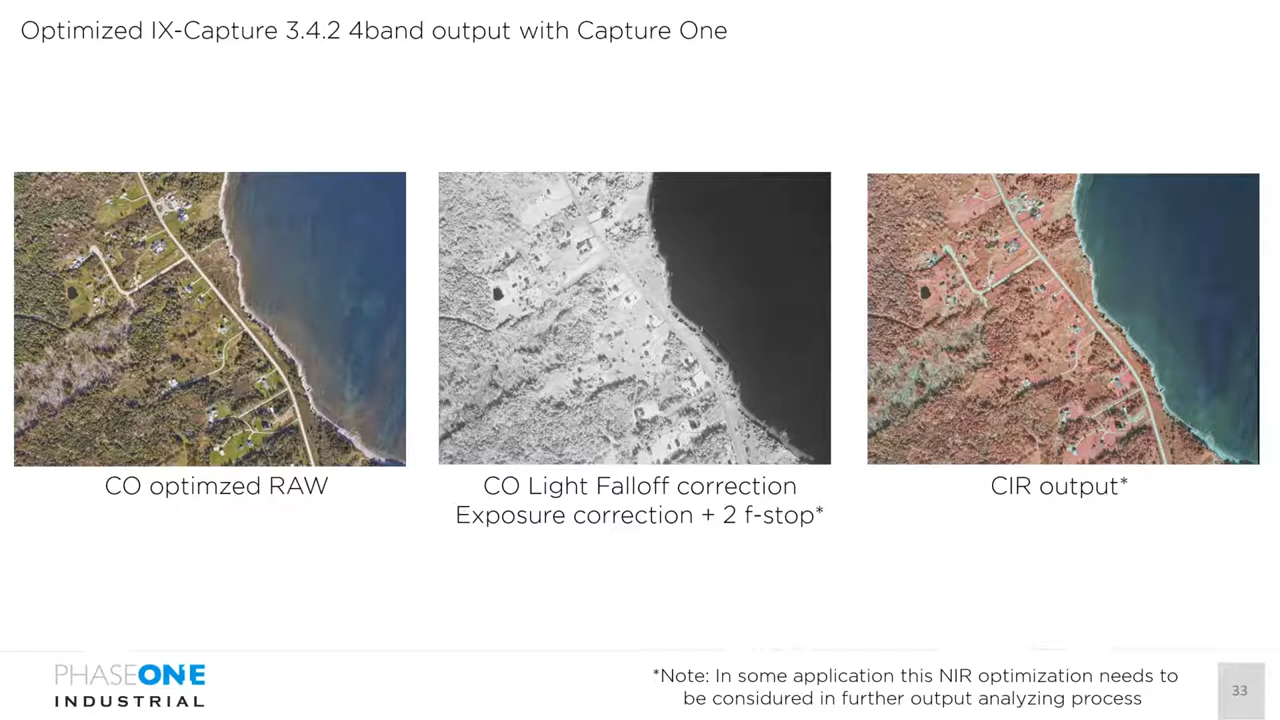 Optimized IX-Capture 3.4.2 4band output with Capture One
CO optimzed RAW
CO Light Falloff correction
Exposure correction + 2 f-stop*
CIR output*
PHASEONE
INDUSTRIAL
*Note: In some application this NIR optimization needs to
be considured in further output analyzing process
33